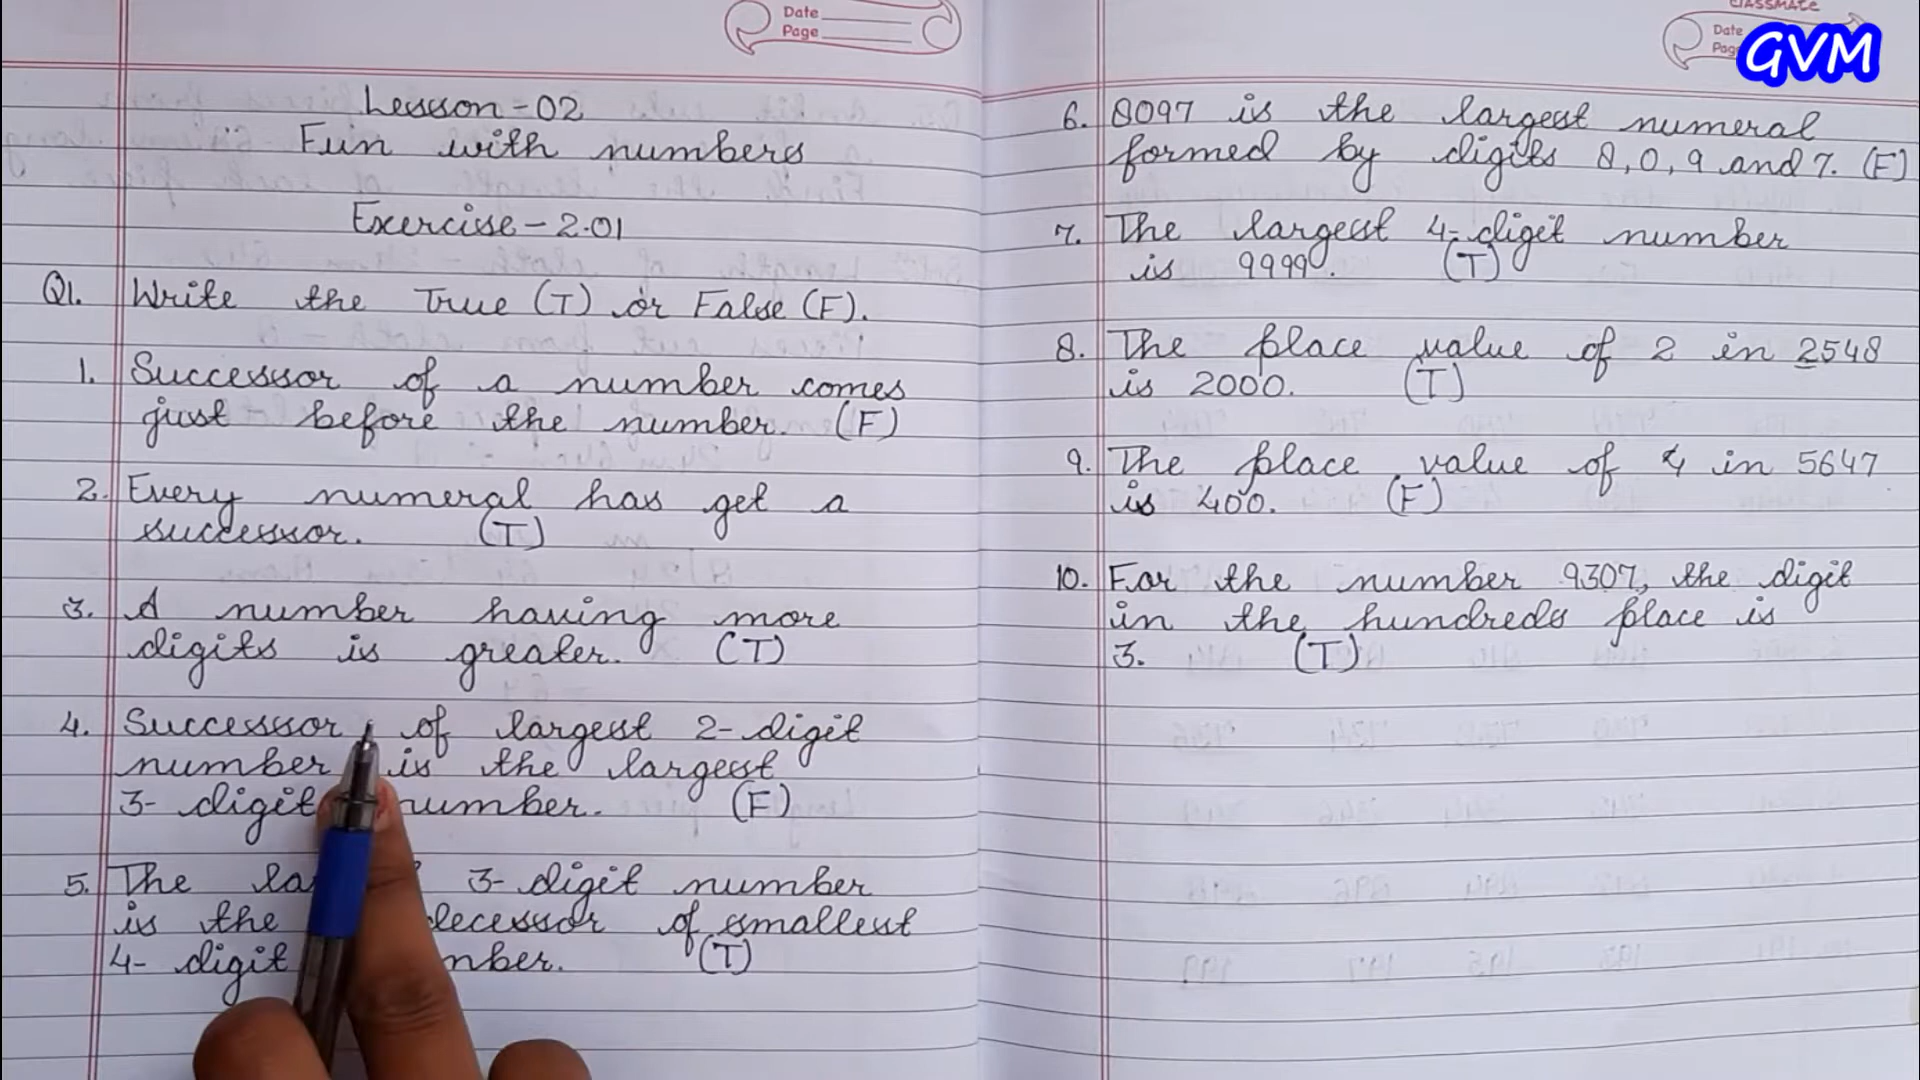 Date
Page
Lesson-02
Fun with numbers
Exercise-2.01
Q1. Write the True (T) or False (F).
1. Successor of a number comes
just before the number. (F)
2. Every numeral has get a
successor. (T)
3. A number having more
digits is greater. (T)
4. Successor of largest 2-digit
number is the largest
3-digit number. (F)
5. The 3-digit number
is the of smallest
4-digit (T)
CLASSMATE
Date
GVM
6. 8097 is the largest numeral
formed by digits 8, 0, 9 and 7. (F)
7. The largest 4-digit number
is 9999. (T)
8. The place value of 2 in 2548
is 2000. (T)
9. The place value of 4 in 5647
is 400. (F)
10. For the number 9307, the digit
in the hundreds place is
3. (T)